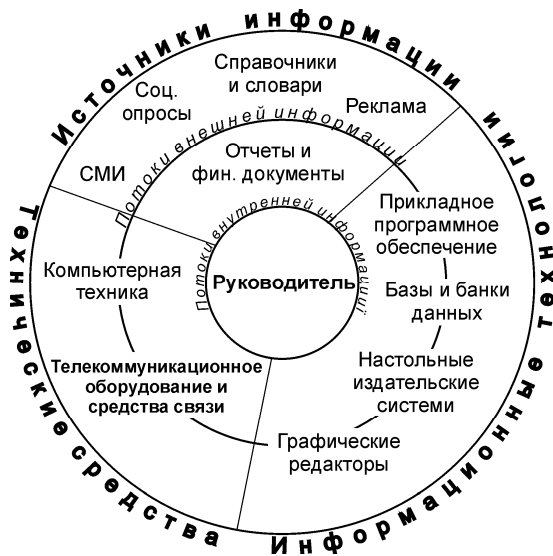 Источники информации
Справочники
и словари
Соц.
опросы
Реклама
СМИ
Потоки внешней информации
Отчеты и
фин. документы
Потоки внутренней информации
Руководитель
Информационные технологии
Прикладное
программное
обеспечение
Базы и банки
данных
Настольные
издательские
системи
Графические
редакторы
Технические средства
Компьютерная
техника
Телекоммуникационное
оборудование и
средства связи